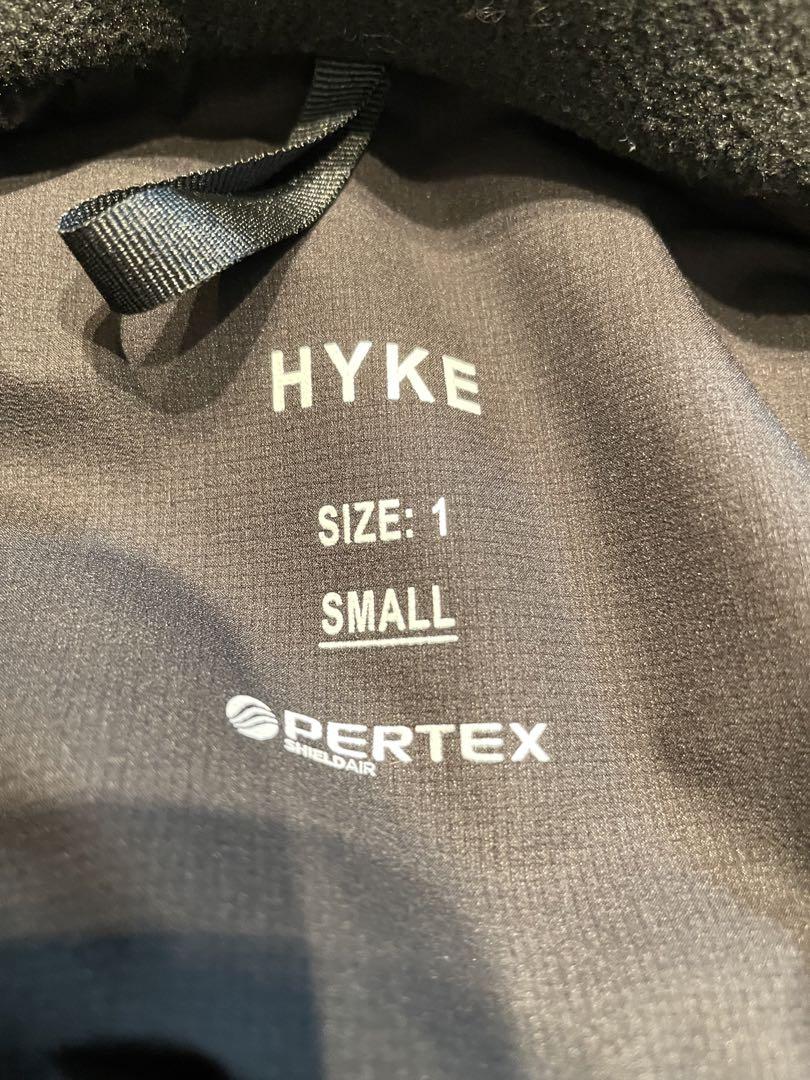 HYKE
SIZE: 1
SMALL
PERTEX
SHIELDAIR